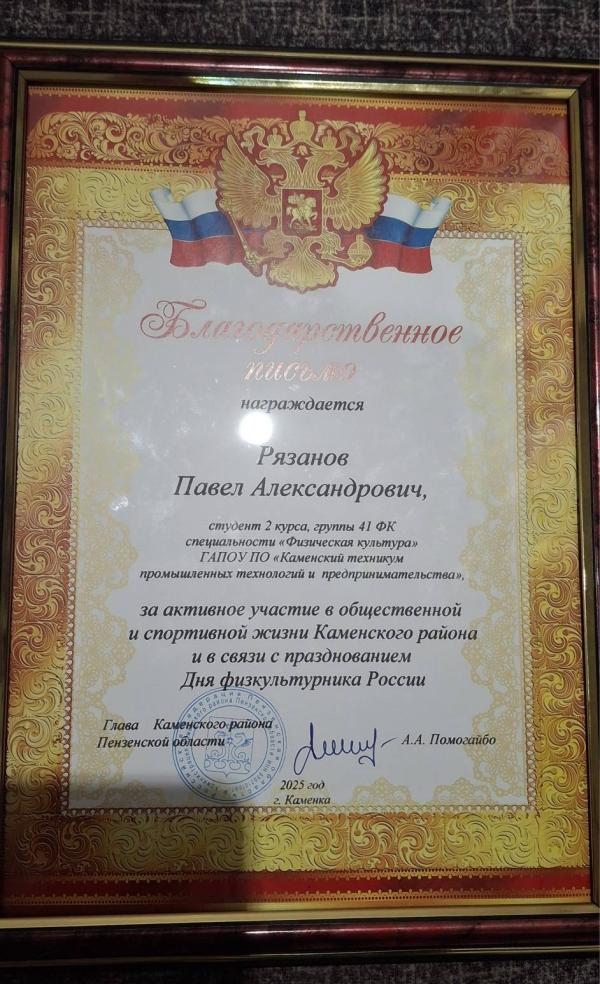 Благодарственное
письмо
награждается
Рязанов
Павел Александрович,
студент 2 курса, группы 41 ФК
специальности «Физическая культура»
ГАПОУ ПО «Каменский техникум
промышленных технологий и предпринимательства»,
за активное участие в общественной
и спортивной жизни Каменского района
и в связи с празднованием
Дня физкультурника России
Глава Каменского района
Пензенской области
А.А. Помогайбо
2025 год
г. Каменка